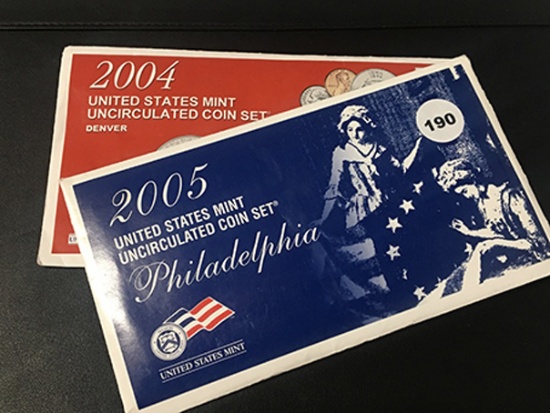 2004
UNITED STATES MINT
UNCIRCULATED COIN SET®
DENVER
190
2005
UNITED STATES MINT
UNCIRCULATED COIN SET®
Philadelphia
UNITED STATES MINT